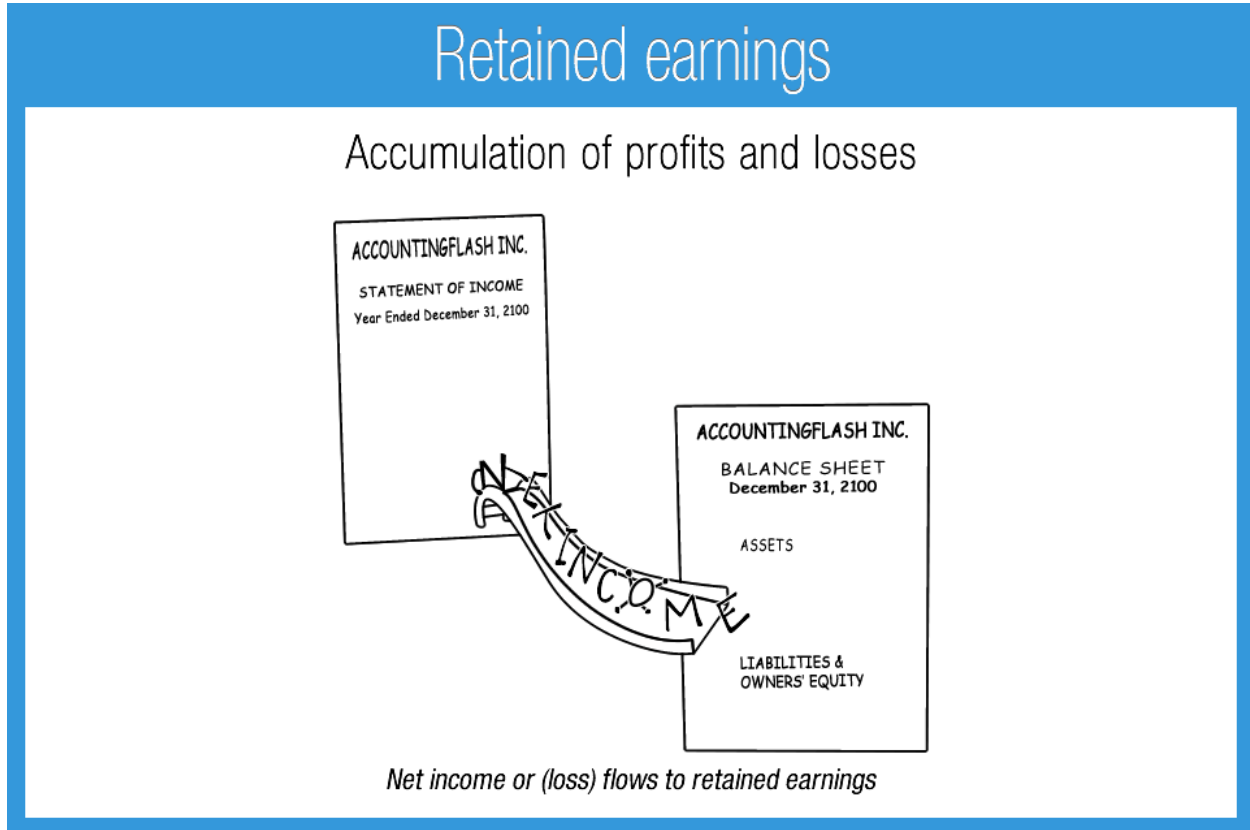 Retained earnings
Accumulation of profits and losses
ACCOUNTINGFLASH INC.
STATEMENT OF INCOME
Year Ended December 31, 2100
NET INCOME
ACCOUNTINGFLASH INC.
BALANCE SHEET
December 31, 2100
ASSETS
LIABILITIES &
OWNERS' EQUITY
Net income or (loss) flows to retained earnings